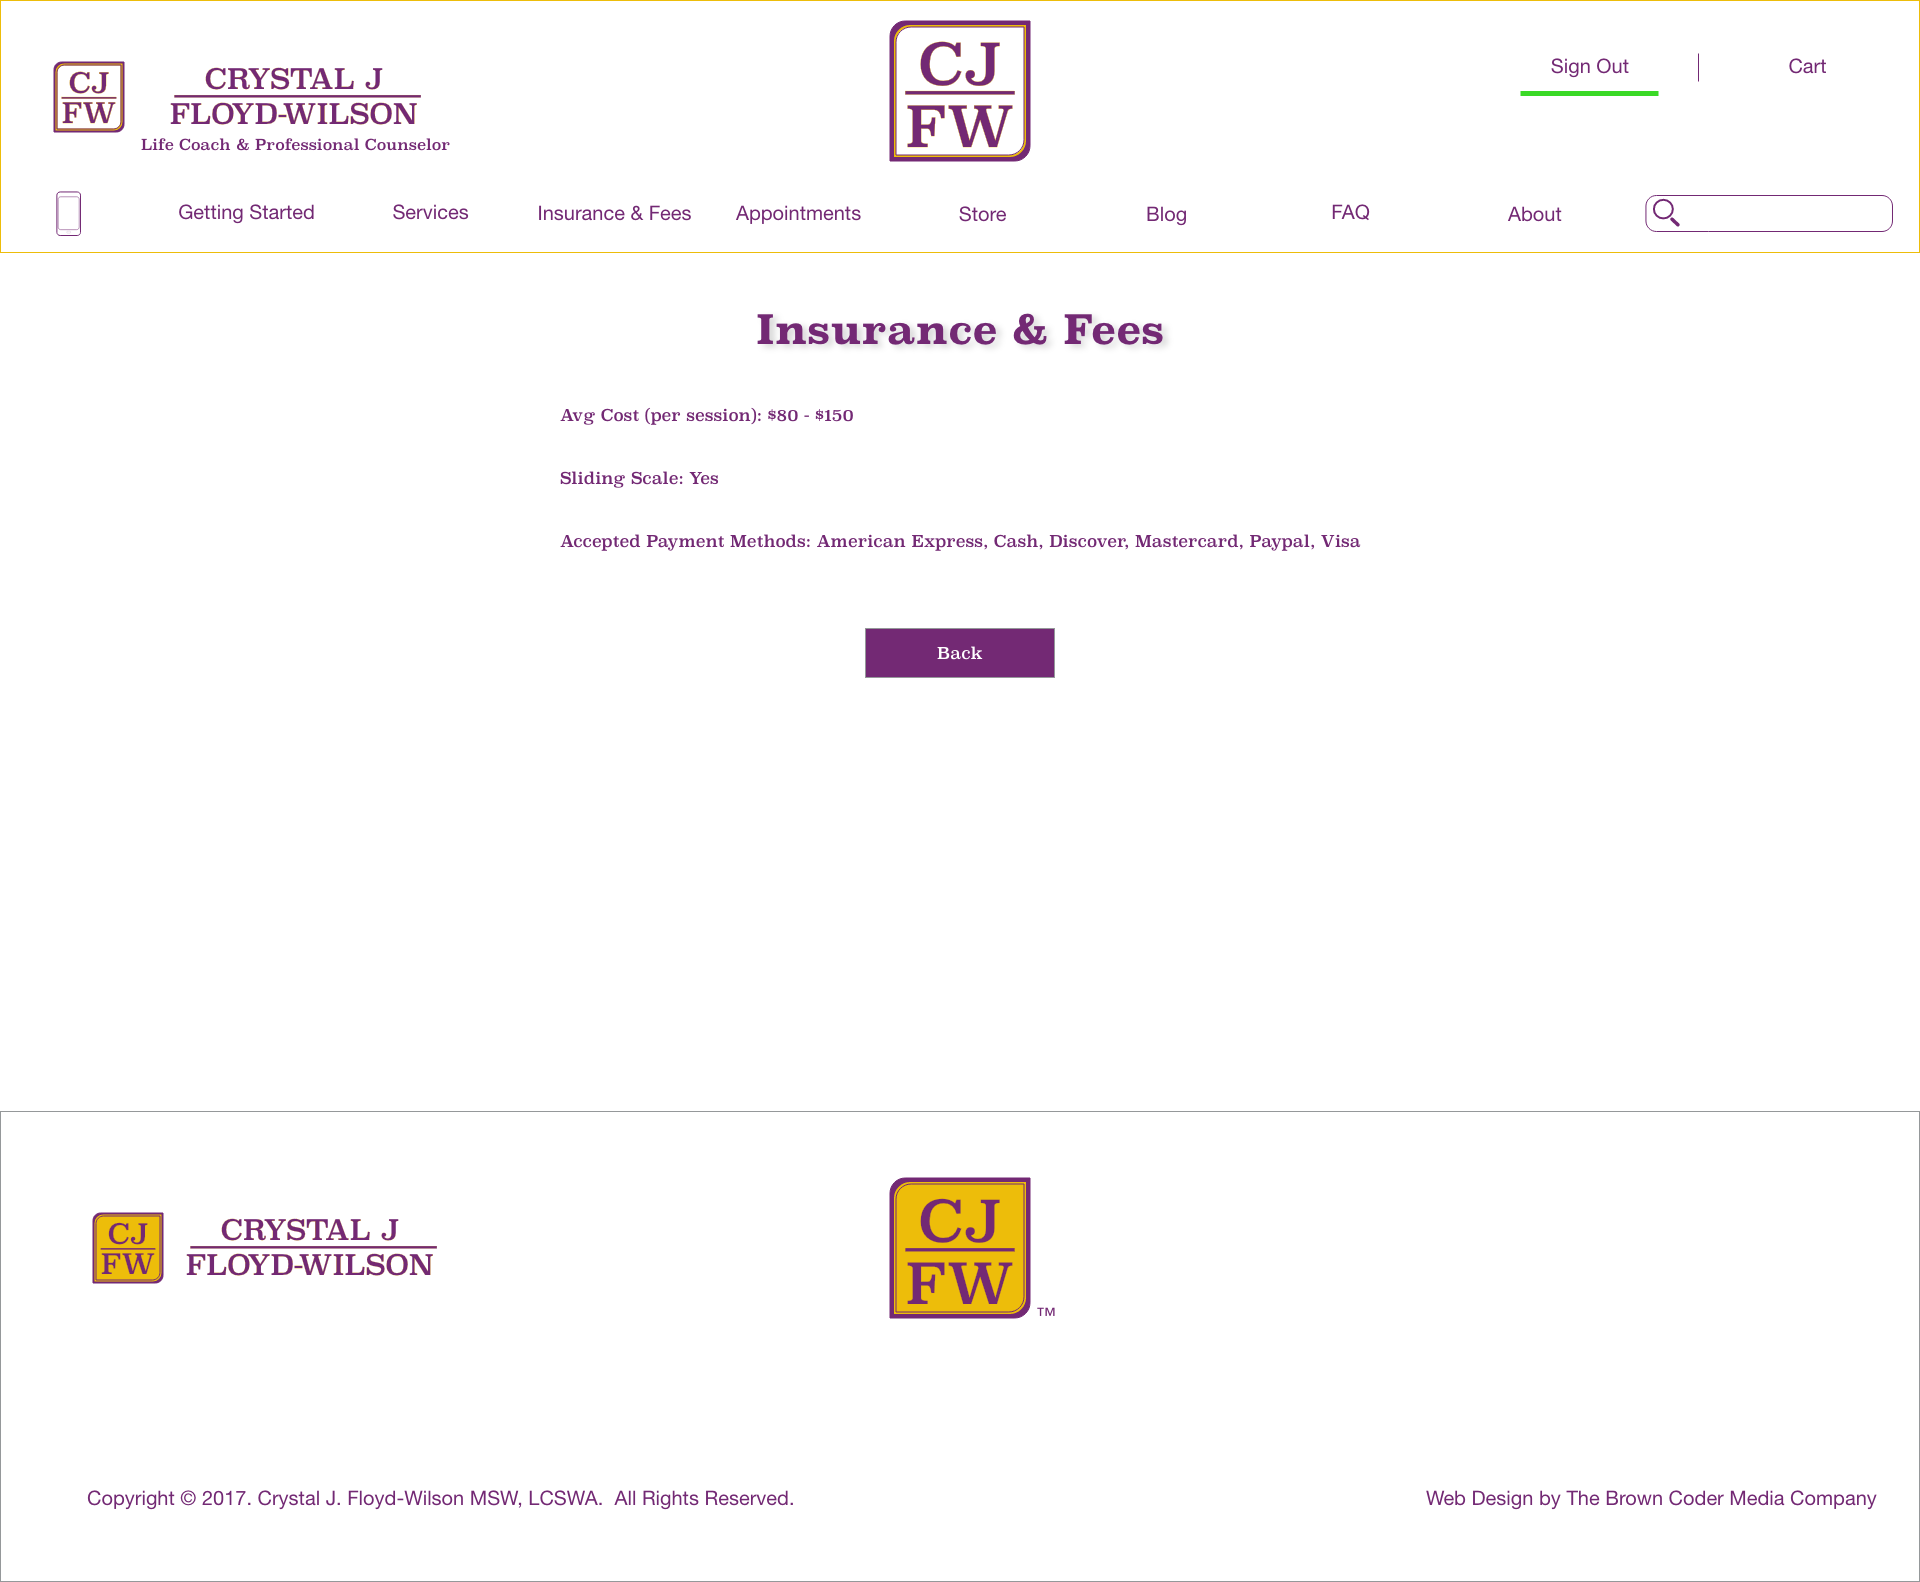 CJ
FW
CRYSTAL J
FLOYD-WILSON
Life Coach & Professional Counselor
CJ
FW
Sign Out
Cart
Getting Started
Services
Insurance & Fees
Appointments
Store
Blog
FAQ
About
Insurance & Fees
Avg Cost (per session): $80 - $150
Sliding Scale: Yes
Accepted Payment Methods: American Express, Cash, Discover, Mastercard, Paypal, Visa
Back
CJ
FW
CRYSTAL J
FLOYD-WILSON
CJ
FW
TM
Copyright © 2017. Crystal J. Floyd-Wilson MSW, LCSWA.  All Rights Reserved.
Web Design by The Brown Coder Media Company